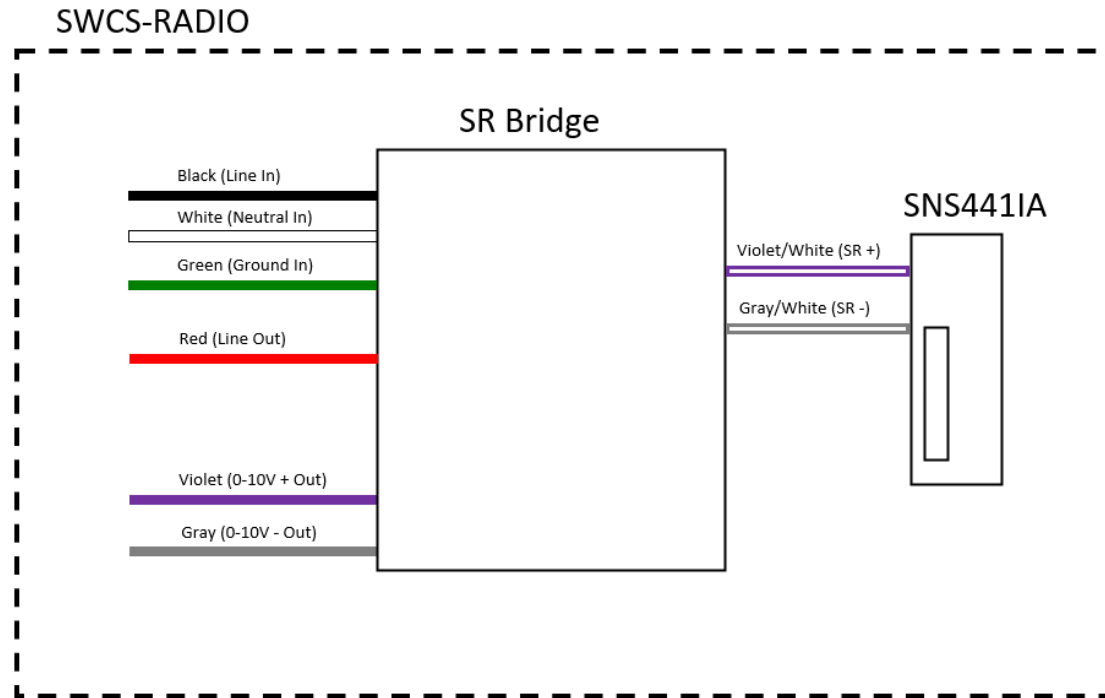 SWCS-RADIO
SR Bridge
Black (Line In)
White (Neutral In)
Green (Ground In)
Red (Line Out)
Violet (0-10V + Out)
Gray (0-10V - Out)
SNS441IA
Violet/White (SR +)
Gray/White (SR -)